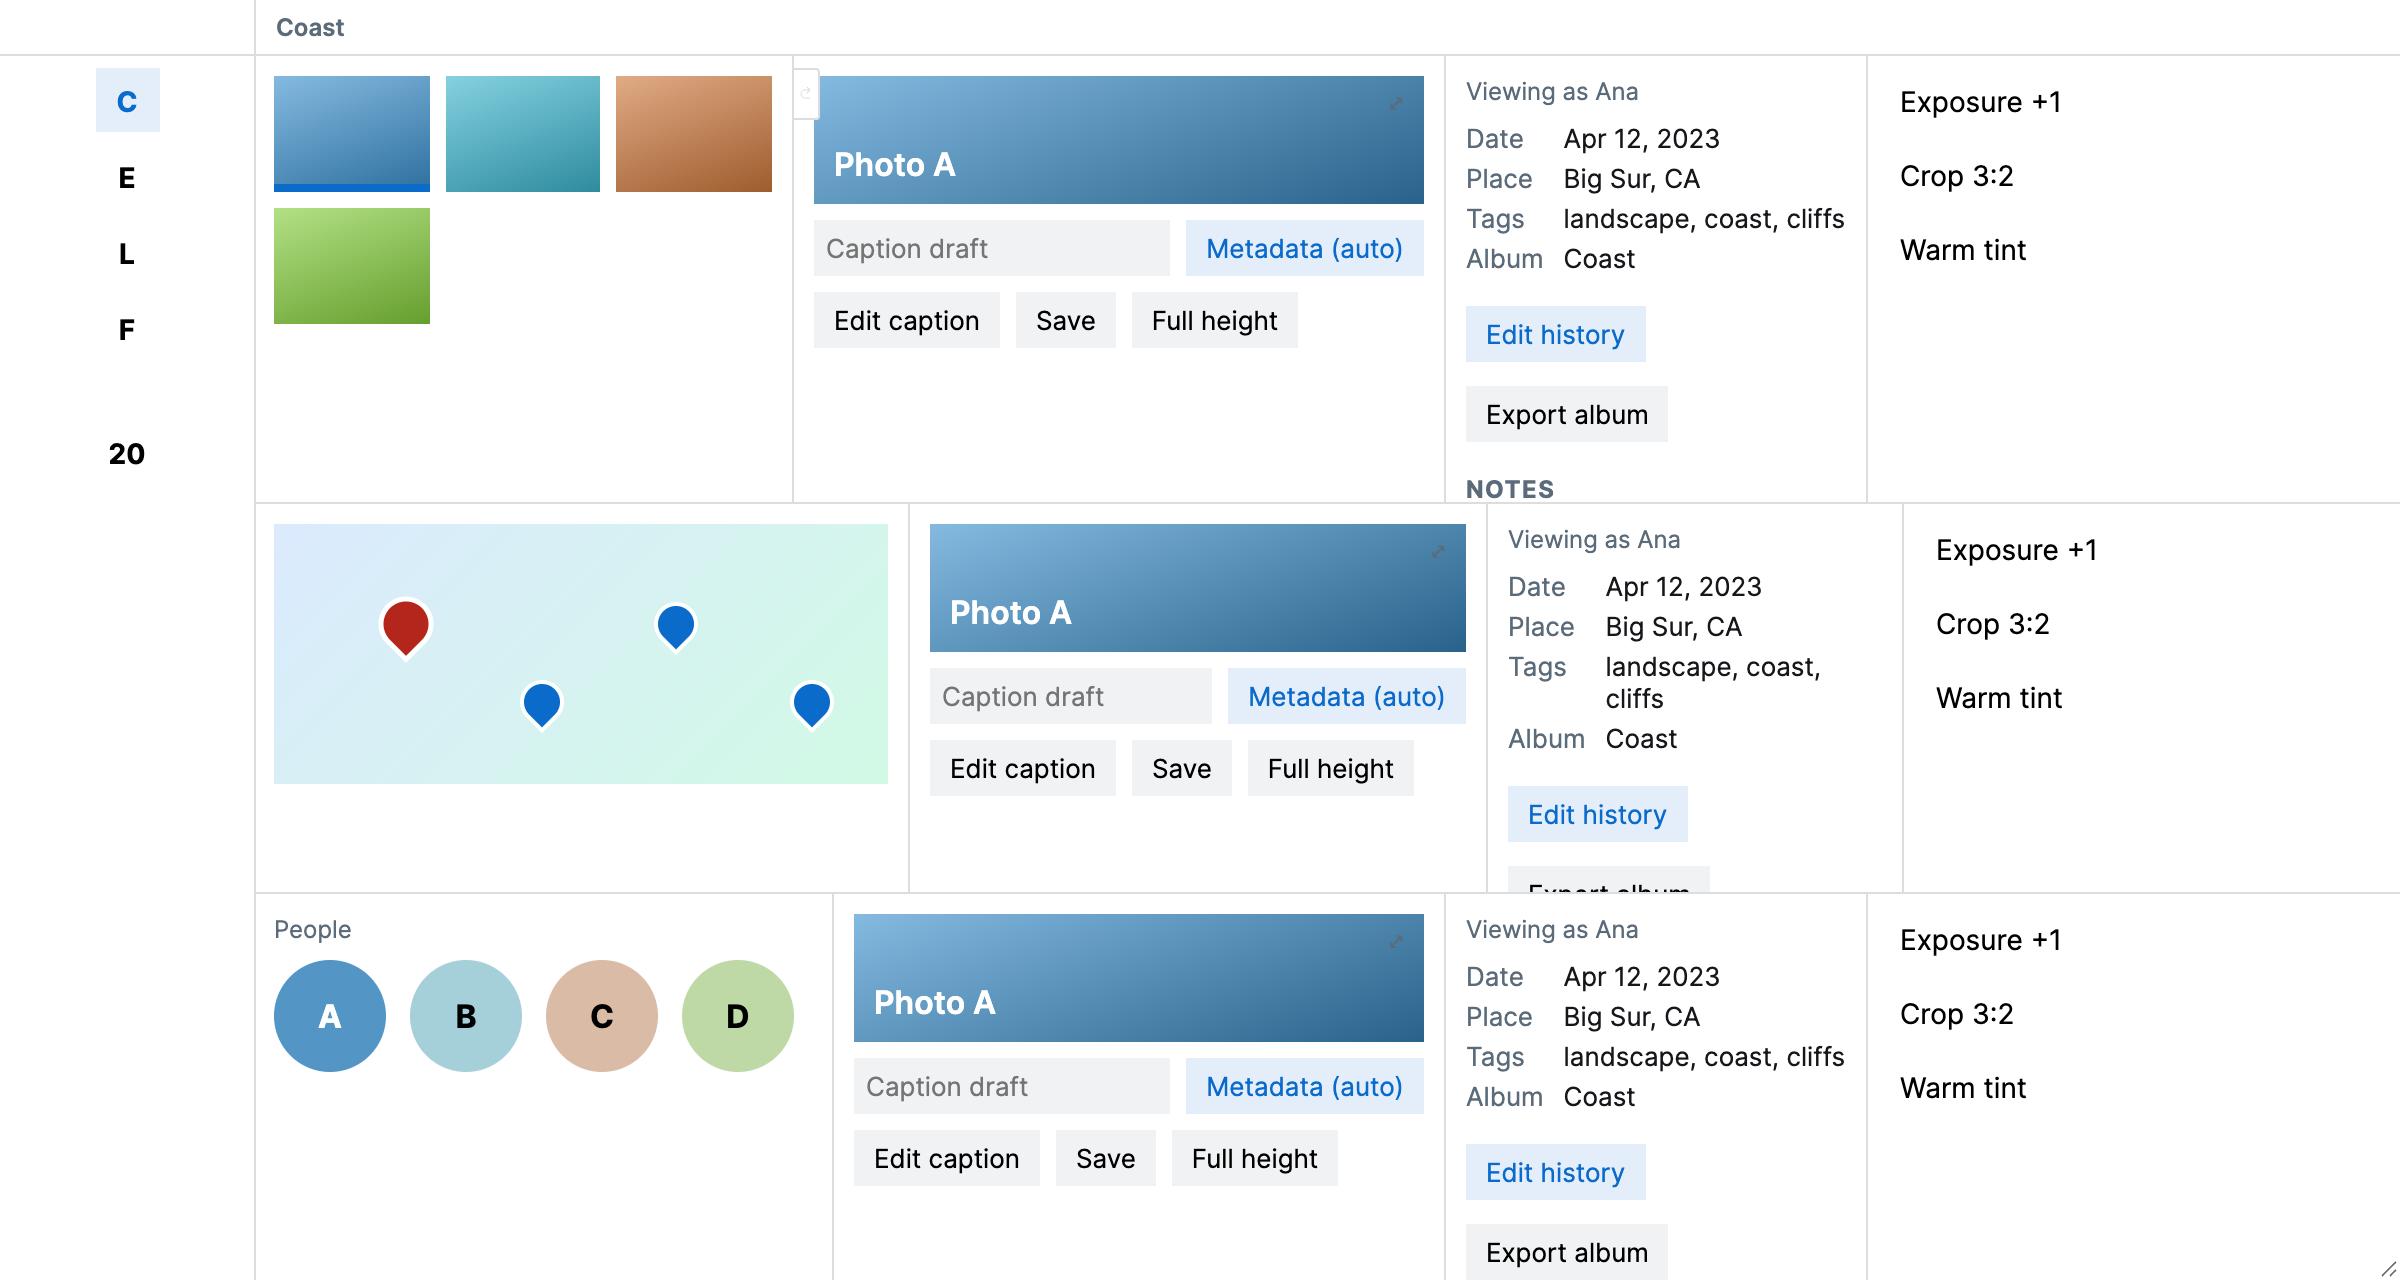 Coast
C
E
L
F
20
Photo A
Caption draft
Metadata (auto)
Edit caption
Save
Full height
Viewing as Ana
Date Apr 12, 2023
Place Big Sur, CA
Tags landscape, coast, cliffs
Album Coast
Edit history
Export album
NOTES
Exposure +1
Crop 3:2
Warm tint
Photo A
Caption draft
Metadata (auto)
Edit caption
Save
Full height
Viewing as Ana
Date Apr 12, 2023
Place Big Sur, CA
Tags landscape, coast,
cliffs
Album Coast
Edit history
Export album
Exposure +1
Crop 3:2
Warm tint
People
A
B
C
D
Photo A
Caption draft
Metadata (auto)
Edit caption
Save
Full height
Viewing as Ana
Date Apr 12, 2023
Place Big Sur, CA
Tags landscape, coast, cliffs
Album Coast
Edit history
Export album
Exposure +1
Crop 3:2
Warm tint